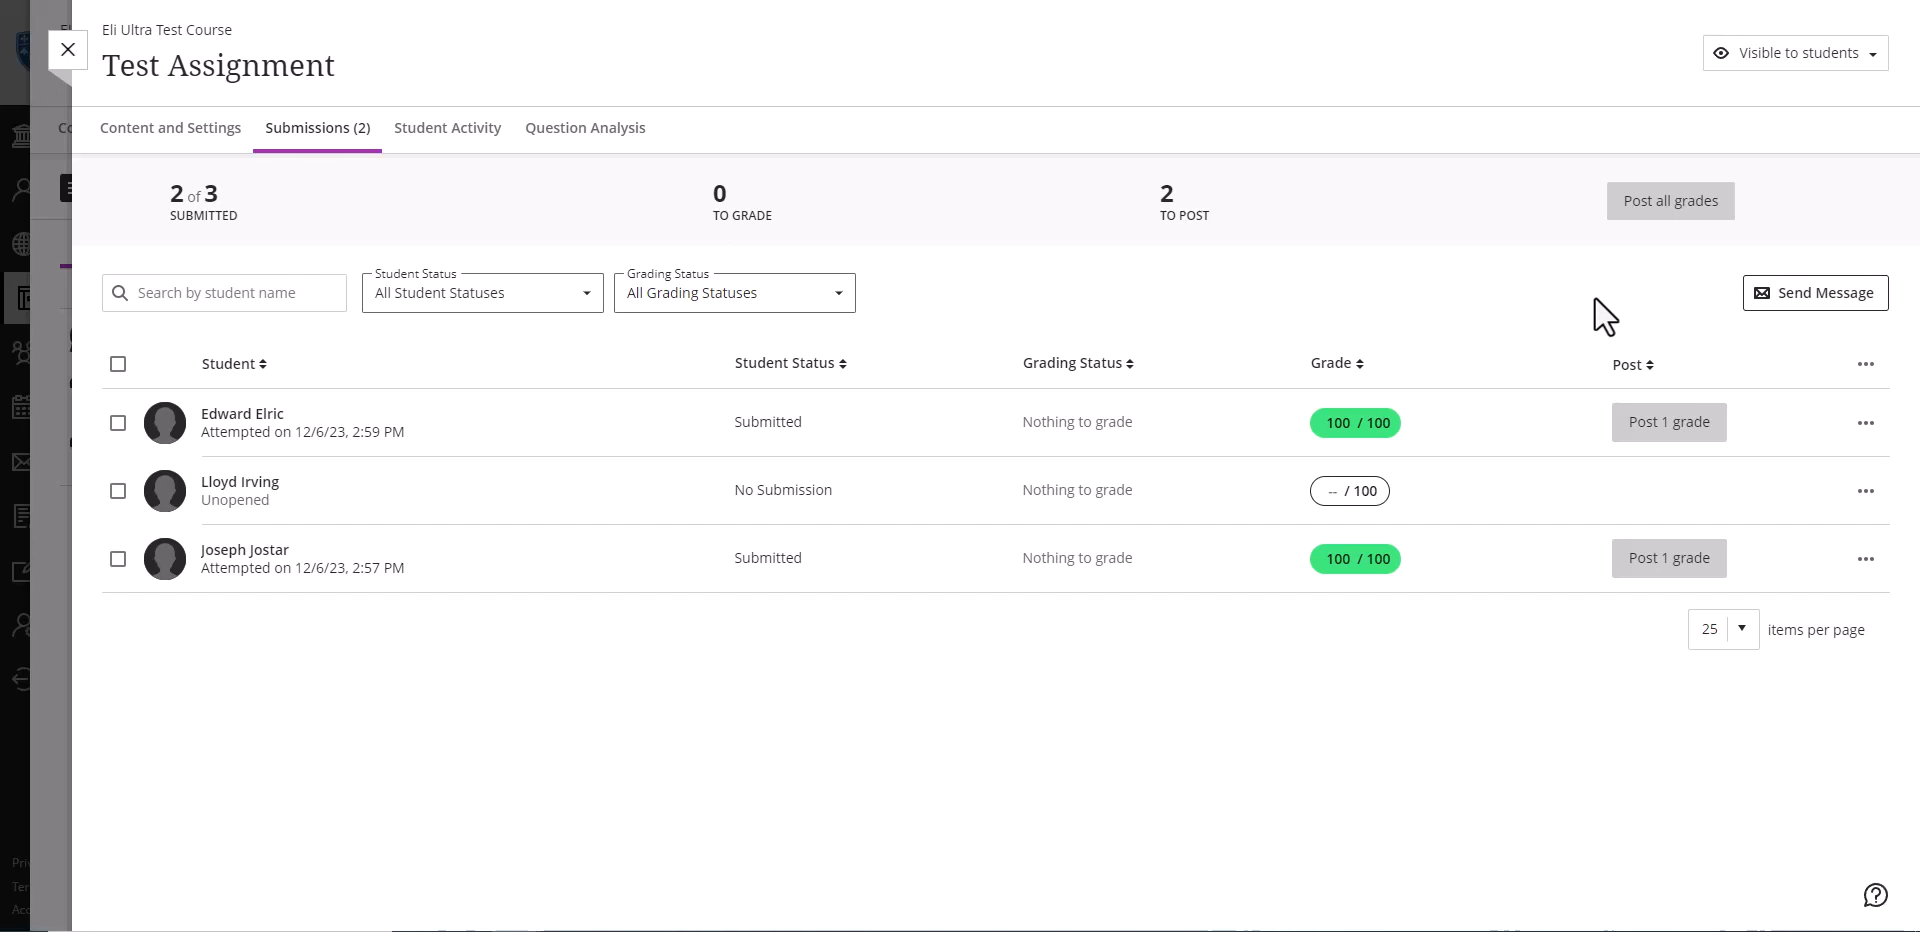 Eli Ultra Test Course
Test Assignment
Visible to students
Content and Settings Submissions (2) Student Activity Question Analysis
2 of 3 0 2
SUBMITTED TO GRADE TO POST
Post all grades
Student Status Grading Status
Search by student name All Student Statuses All Grading Statuses Send Message
Student Student Status Grading Status Grade Post
Edward Elric
Attempted on 12/6/23, 2:59 PM Submitted Nothing to grade 100 / 100 Post 1 grade
Lloyd Irving
Unopened No Submission Nothing to grade -- / 100
Joseph Jostar
Attempted on 12/6/23, 2:57 PM Submitted Nothing to grade 100 / 100 Post 1 grade
25 items per page